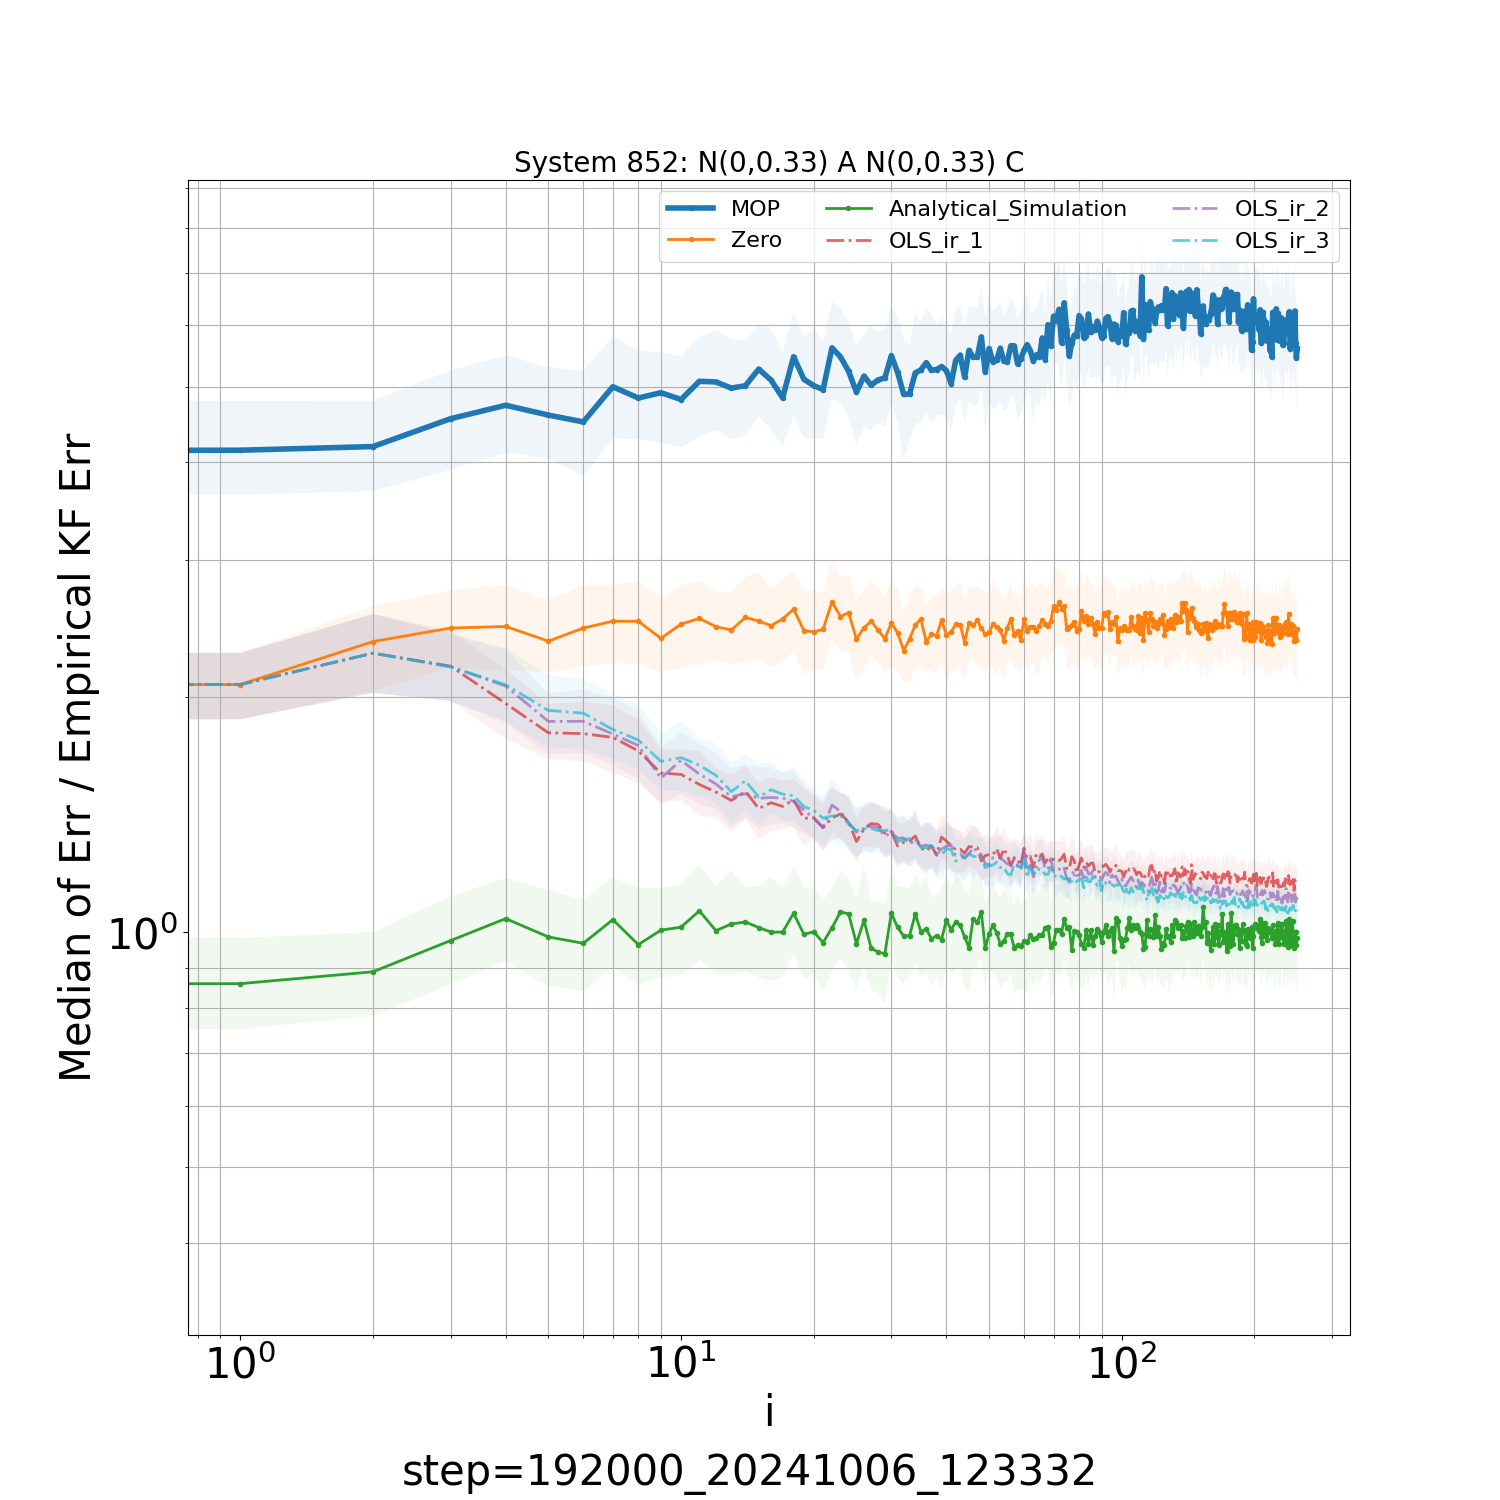 System 852: N(0,0.33) A N(0,0.33) C
MOP
Zero
Analytical_Simulation
OLS_ir_1
OLS_ir_2
OLS_ir_3
Median of Err / Empirical KF Err
10⁰
10⁰ 10¹ 10²
i
step=192000_20241006_123332